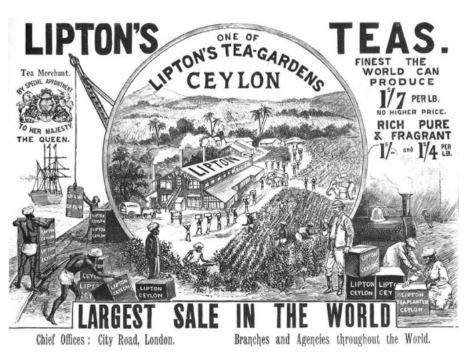 LIPTON'S TEAS.
ONE OF
LIPTON'S TEA-GARDENS
CEYLON
Tea Merchant.
BY SPECIAL APPOINTMENT
TO HER MAJESTY
THE QUEEN.
FINEST THE
WORLD CAN
PRODUCE
1s/7 PER LB.
NO HIGHER PRICE.
RICH PURE
& FRAGRANT
1/- and 1/4 PER LB.
LIPTON
LIPTON
CEYLON
LIPTON
CEYLON
LIPTON
CEYLON
LIPTON
TEA PLANTER
CEYLON
LARGEST SALE IN THE WORLD
Chief Offices: City Road, London.
Branches and Agencies throughout the World.